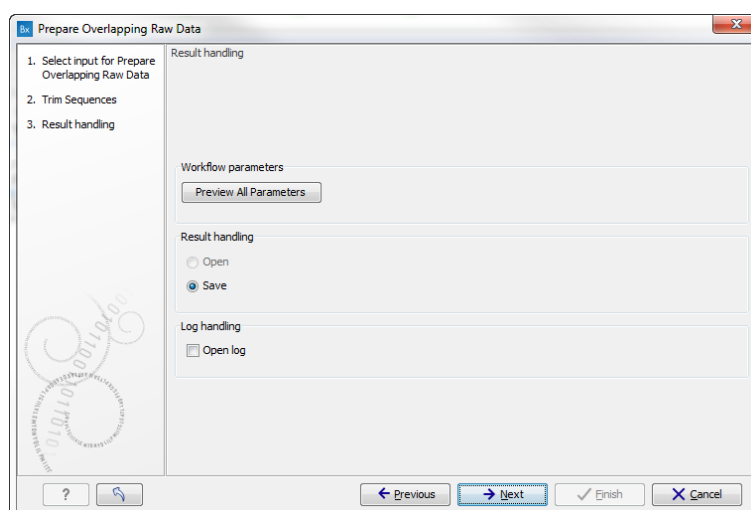 Bx Prepare Overlapping Raw Data X
1. Select input for Prepare
Overlapping Raw Data
2. Trim Sequences
3. Result handling
Result handling
Workflow parameters
Preview All Parameters
Result handling
Open
Save
Log handling
Open log
? Previous Next Finish Cancel